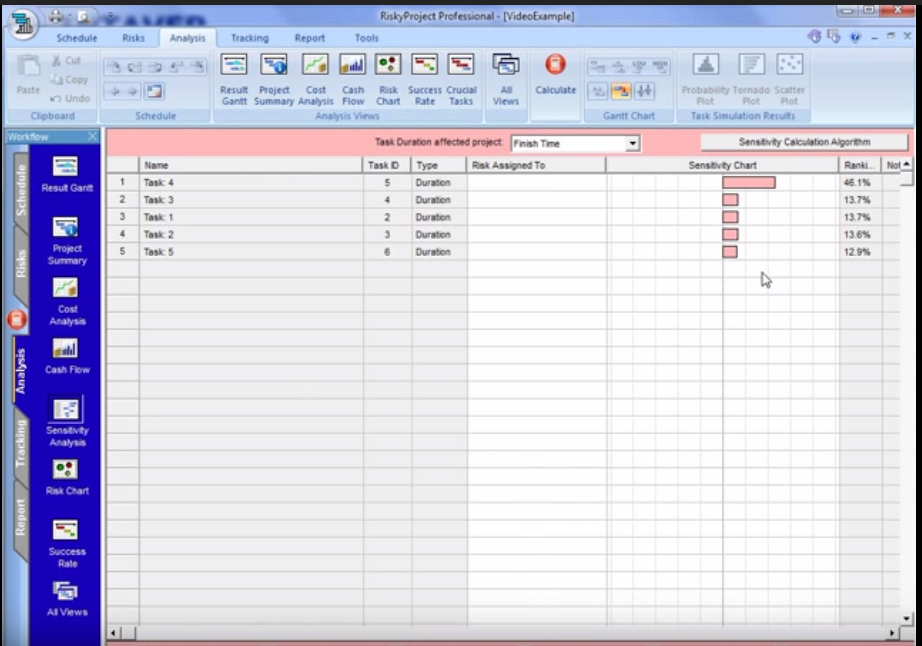 RiskyProject Professional - [VideoExample]
Schedule Risks Analysis Tracking Report Tools
Cut
Copy
Paste
Undo
Clipboard
Schedule
Result Gantt
Project Summary
Cost Analysis
Cash Flow
Risk Chart
Success Rate
Crucial Tasks
Analysis Views
All Views
Calculate
LOW HIGH
Gantt Chart
Probability Plot
Tornado Plot
Scatter Plot
Task Simulation Results
Workflow
Schedule
Risks
Analysis
Tracking
Report
Result Gantt
Project
Summary
Cost
Analysis
Cash Flow
Sensitivity
Analysis
Risk Chart
Success
Rate
All Views
Task Duration affected project: Finish Time
Sensitivity Calculation Algorithm
Name Task ID Type Risk Assigned To Sensitivity Chart Ranki... Not
1 Task: 4 5 Duration 46.1%
2 Task: 3 4 Duration 13.7%
3 Task: 1 2 Duration 13.7%
4 Task: 2 3 Duration 13.6%
5 Task: 5 6 Duration 12.9%